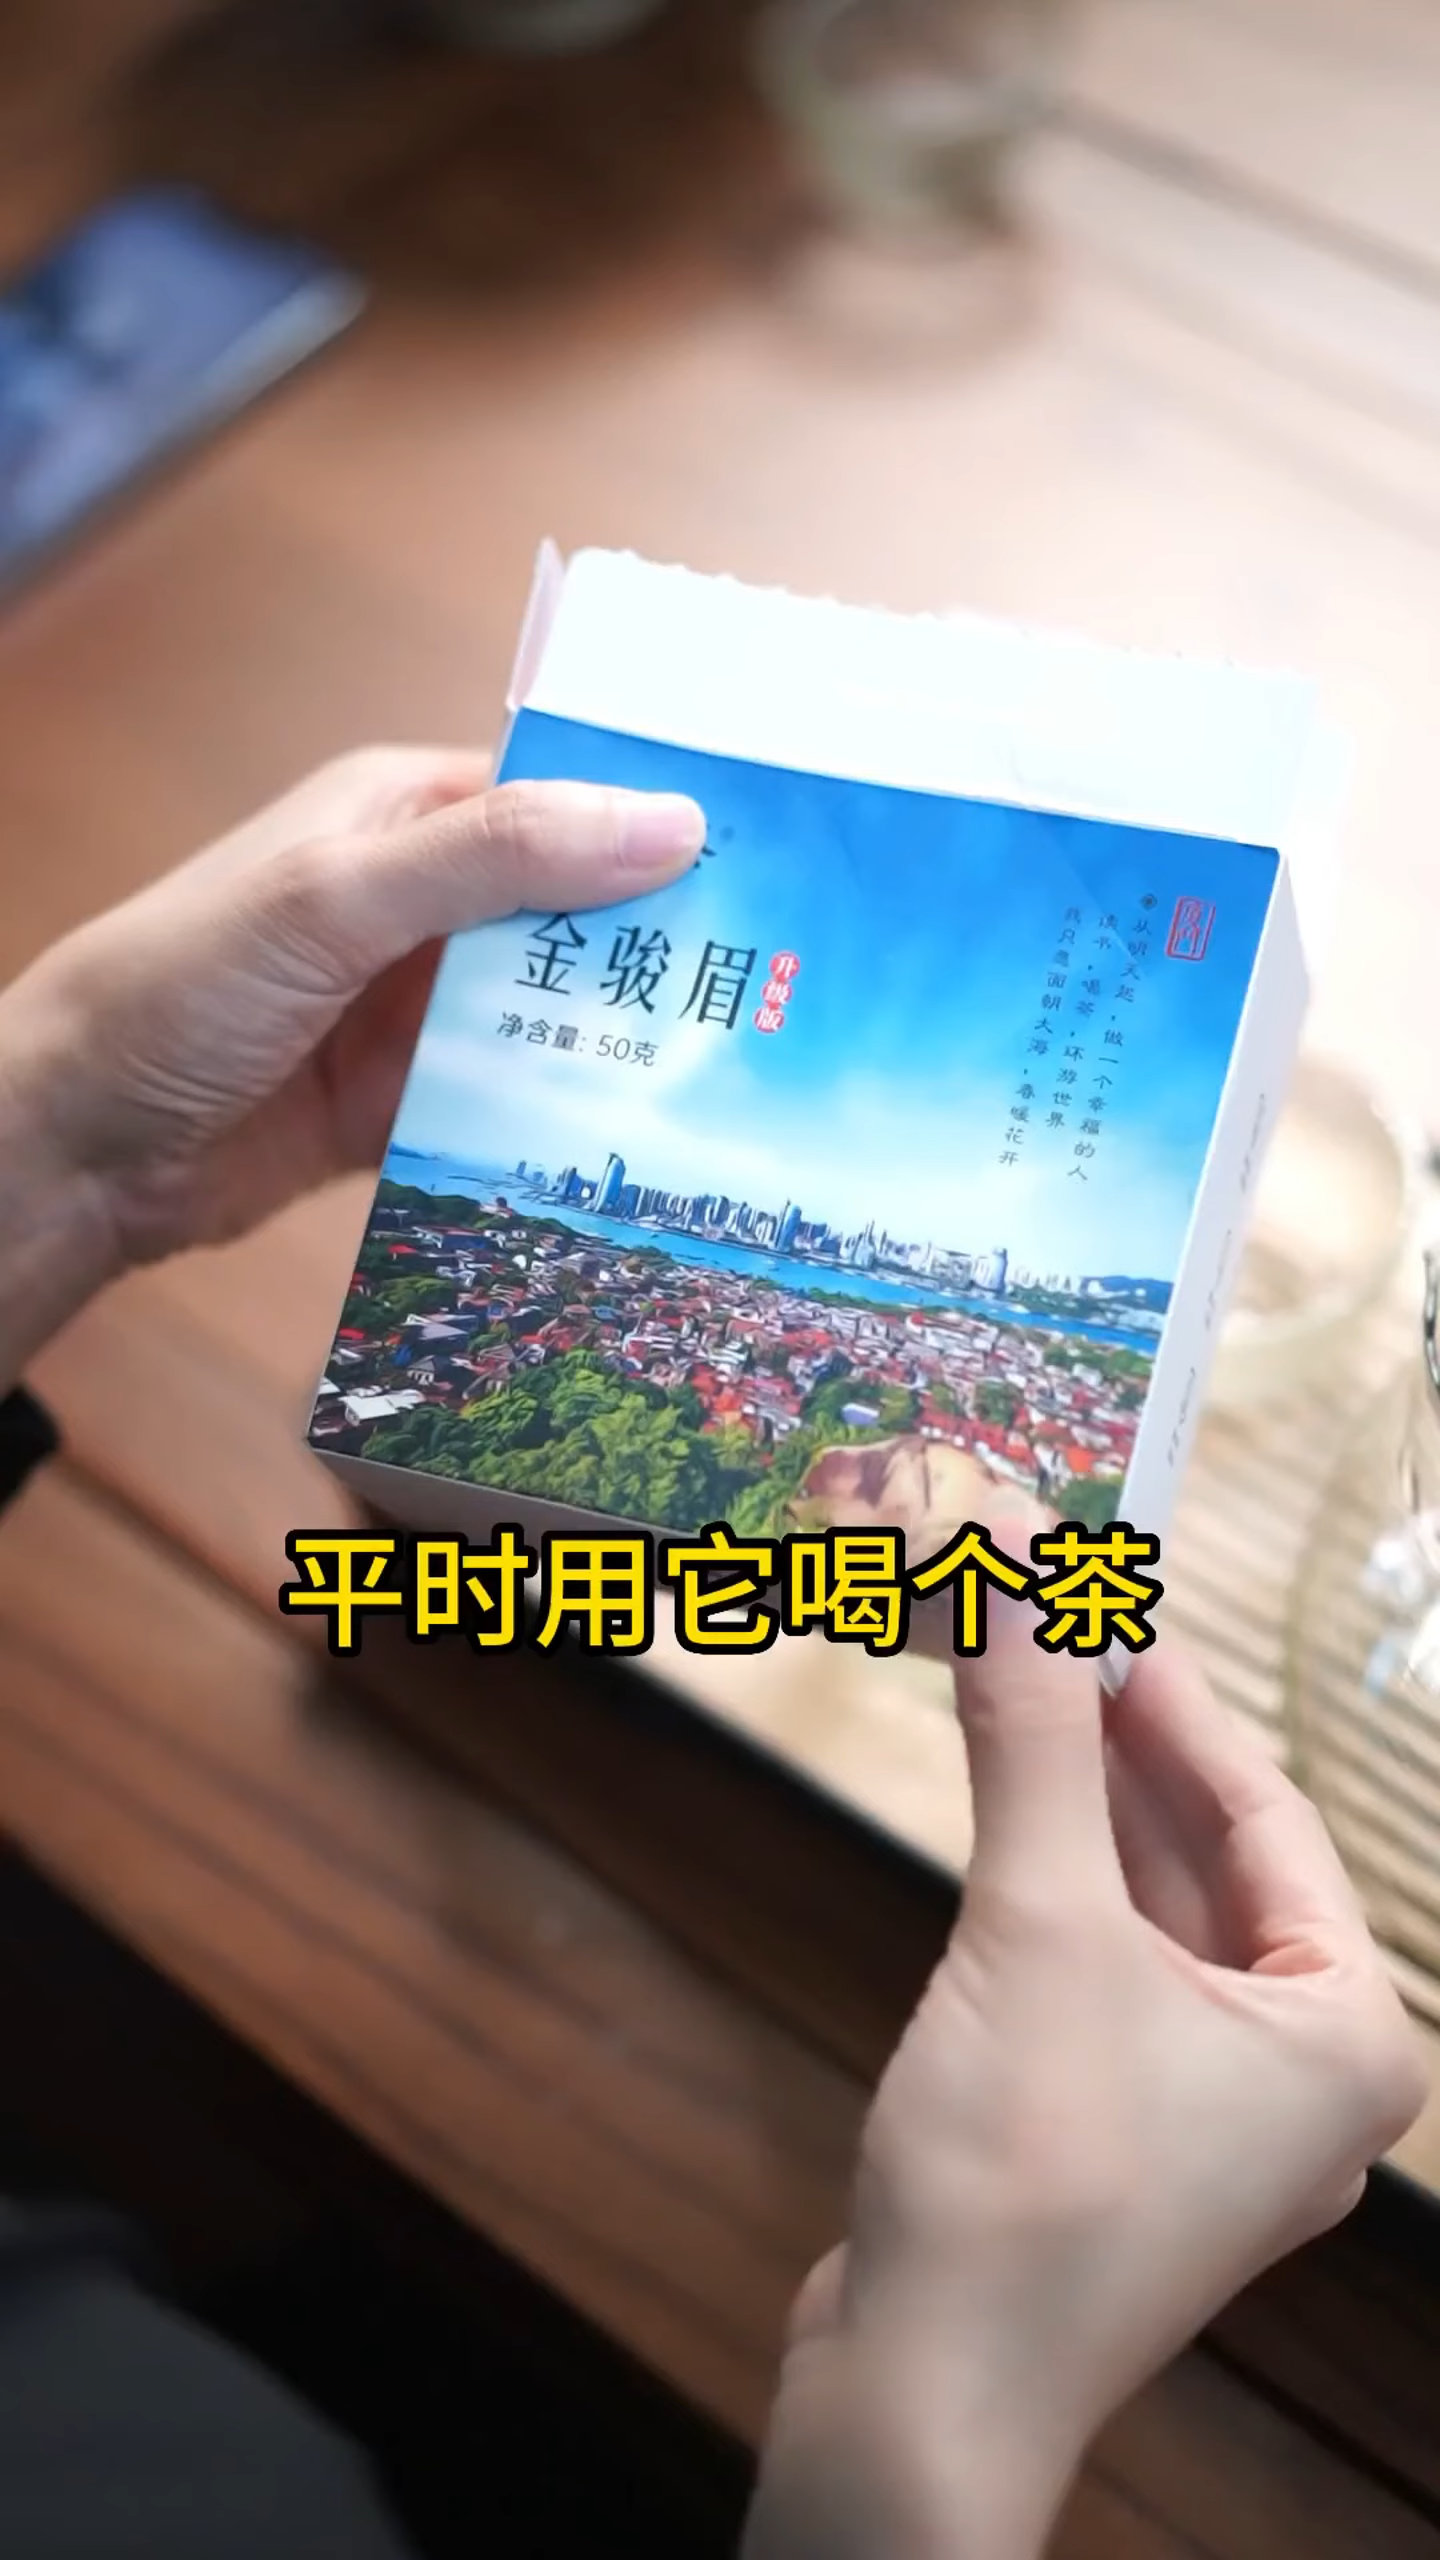 金骏眉
升级版
净含量: 50克
厦门
从明天起,做一个幸福的人
读书,喝茶,环游世界
我只愿面朝大海,春暖花开
平时用它喝个茶